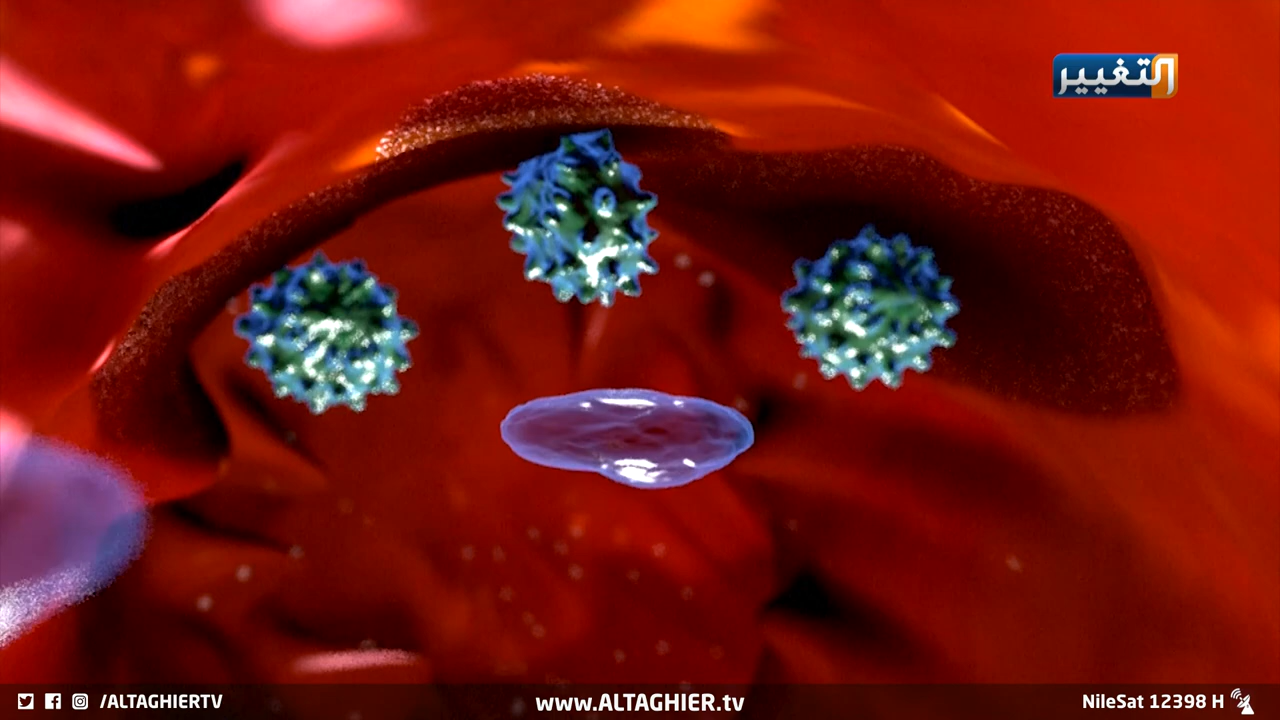 التغيير
/ALTAGHIERTV
www.ALTAGHIER.tv
NileSat 12398 H